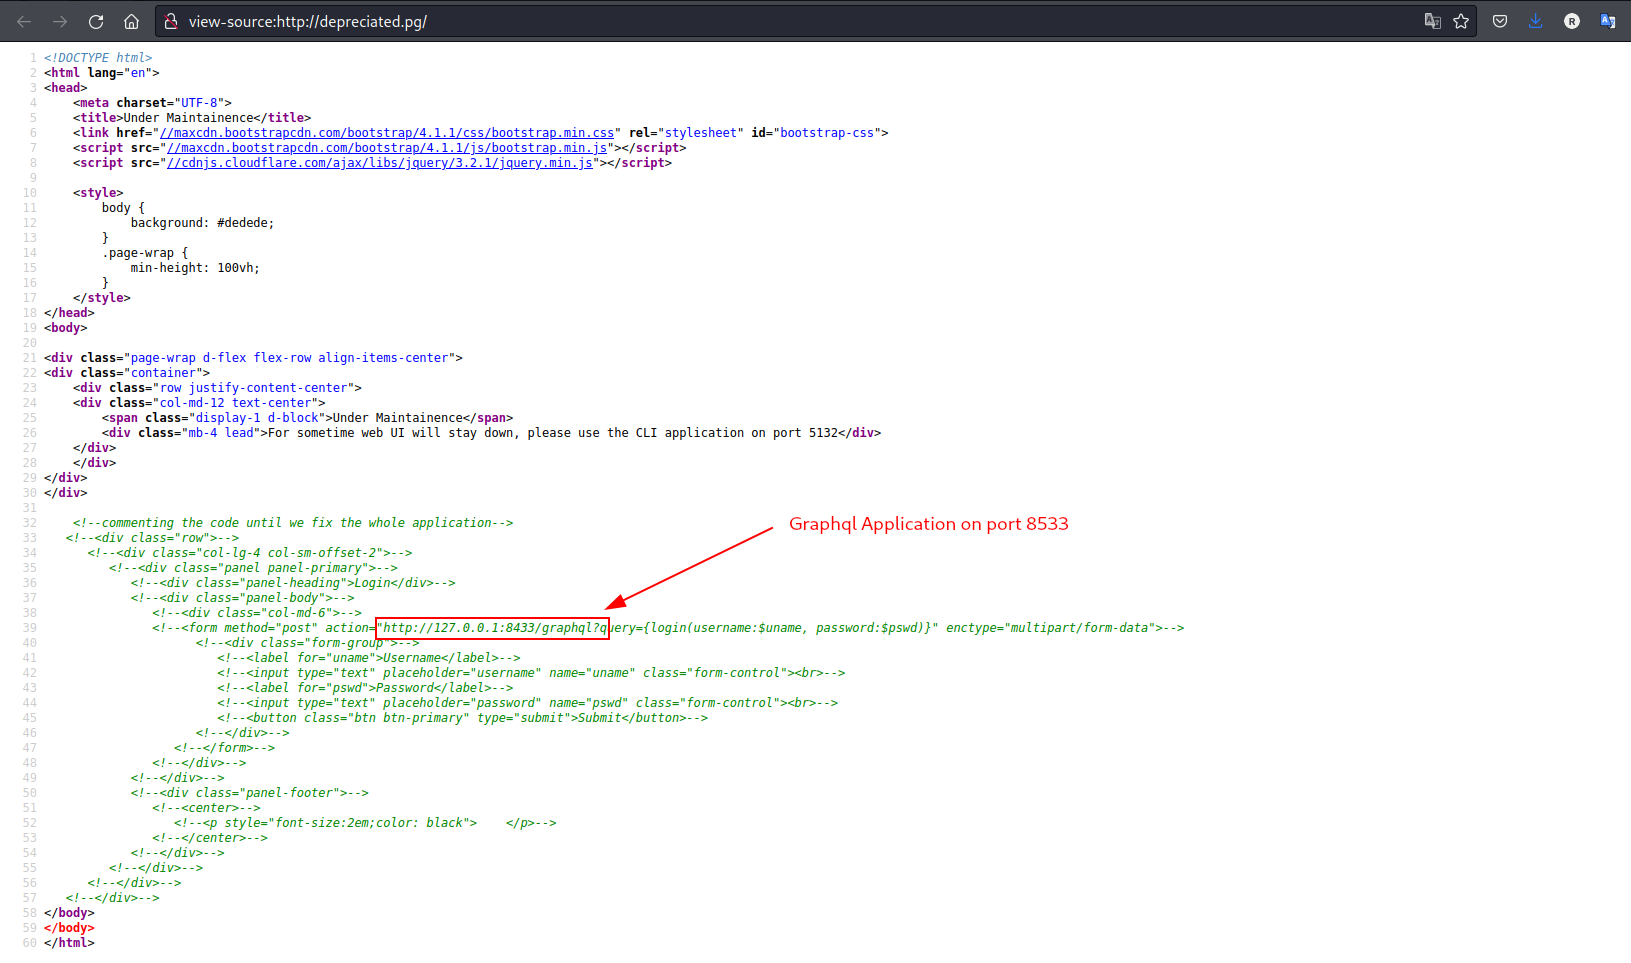 view-source:http://depreciated.pg/
1 <!DOCTYPE html>
2 <html lang="en">
3 <head>
4     <meta charset="UTF-8">
5     <title>Under Maintainence</title>
6     <link href="//maxcdn.bootstrapcdn.com/bootstrap/4.1.1/css/bootstrap.min.css" rel="stylesheet" id="bootstrap-css">
7     <script src="//maxcdn.bootstrapcdn.com/bootstrap/4.1.1/js/bootstrap.min.js"></script>
8     <script src="//cdnjs.cloudflare.com/ajax/libs/jquery/3.2.1/jquery.min.js"></script>
9
10     <style>
11         body {
12             background: #dedede;
13         }
14         .page-wrap {
15             min-height: 100vh;
16         }
17     </style>
18 </head>
19 <body>
20
21 <div class="page-wrap d-flex flex-row align-items-center">
22 <div class="container">
23     <div class="row justify-content-center">
24     <div class="col-md-12 text-center">
25         <span class="display-1 d-block">Under Maintainence</span>
26         <div class="mb-4 lead">For sometime web UI will stay down, please use the CLI application on port 5132</div>
27     </div>
28     </div>
29 </div>
30 </div>
31
32     <!--commenting the code until we fix the whole application-->
Graphql Application on port 8533
33    <!--<div class="row">-->
34       <!--<div class="col-lg-4 col-sm-offset-2">-->
35          <!--<div class="panel panel-primary">-->
36             <!--<div class="panel-heading">Login</div>-->
37             <!--<div class="panel-body">-->
38                <!--<div class="col-md-6">-->
39                <!--<form method="post" action="http://127.0.0.1:8433/graphql?query={login(username:$uname, password:$pswd)}" enctype="multipart/form-data">-->
40                      <!--<div class="form-group">-->
41                         <!--<label for="uname">Username</label>-->
42                         <!--<input type="text" placeholder="username" name="uname" class="form-control"><br>-->
43                         <!--<label for="pswd">Password</label>-->
44                         <!--<input type="text" placeholder="password" name="pswd" class="form-control"><br>-->
45                         <!--<button class="btn btn-primary" type="submit">Submit</button>-->
46                      <!--</div>-->
47                   <!--</form>-->
48                <!--</div>-->
49             <!--</div>-->
50             <!--<div class="panel-footer">-->
51                <!--<center>-->
52                   <!--<p style="font-size:2em;color: black">    </p>-->
53                <!--</center>-->
54             <!--</div>-->
55          <!--</div>-->
56       <!--</div>-->
57    <!--</div>-->
58 </body>
59 </body>
60 </html>